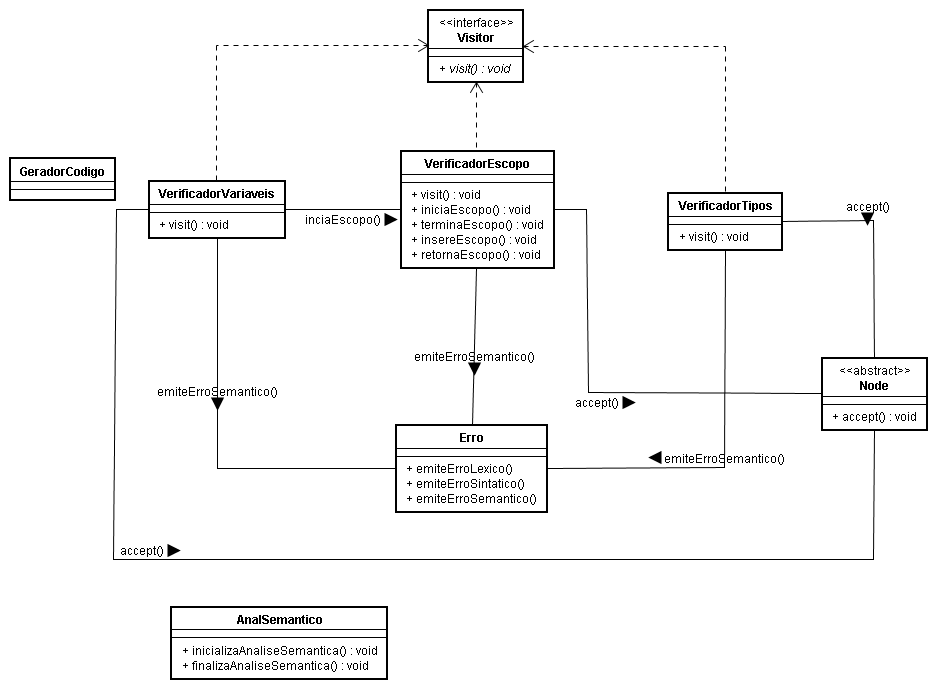 <<interface>>
Visitor
+ visit() : void
GeradorCodigo
VerificadorVariaveis
+ visit() : void
inciaEscopo()
VerificadorEscopo
+ visit() : void
+ iniciaEscopo() : void
+ terminaEscopo() : void
+ insereEscopo() : void
+ retornaEscopo() : void
VerificadorTipos
+ visit() : void
accept()
emiteErroSemantico()
emiteErroSemantico()
accept()
<<abstract>>
Node
+ accept() : void
Erro
+ emiteErroLexico()
+ emiteErroSintatico()
+ emiteErroSemantico()
emiteErroSemantico()
accept()
AnalSemantico
+ inicializaAnaliseSemantica() : void
+ finalizaAnaliseSemantica() : void